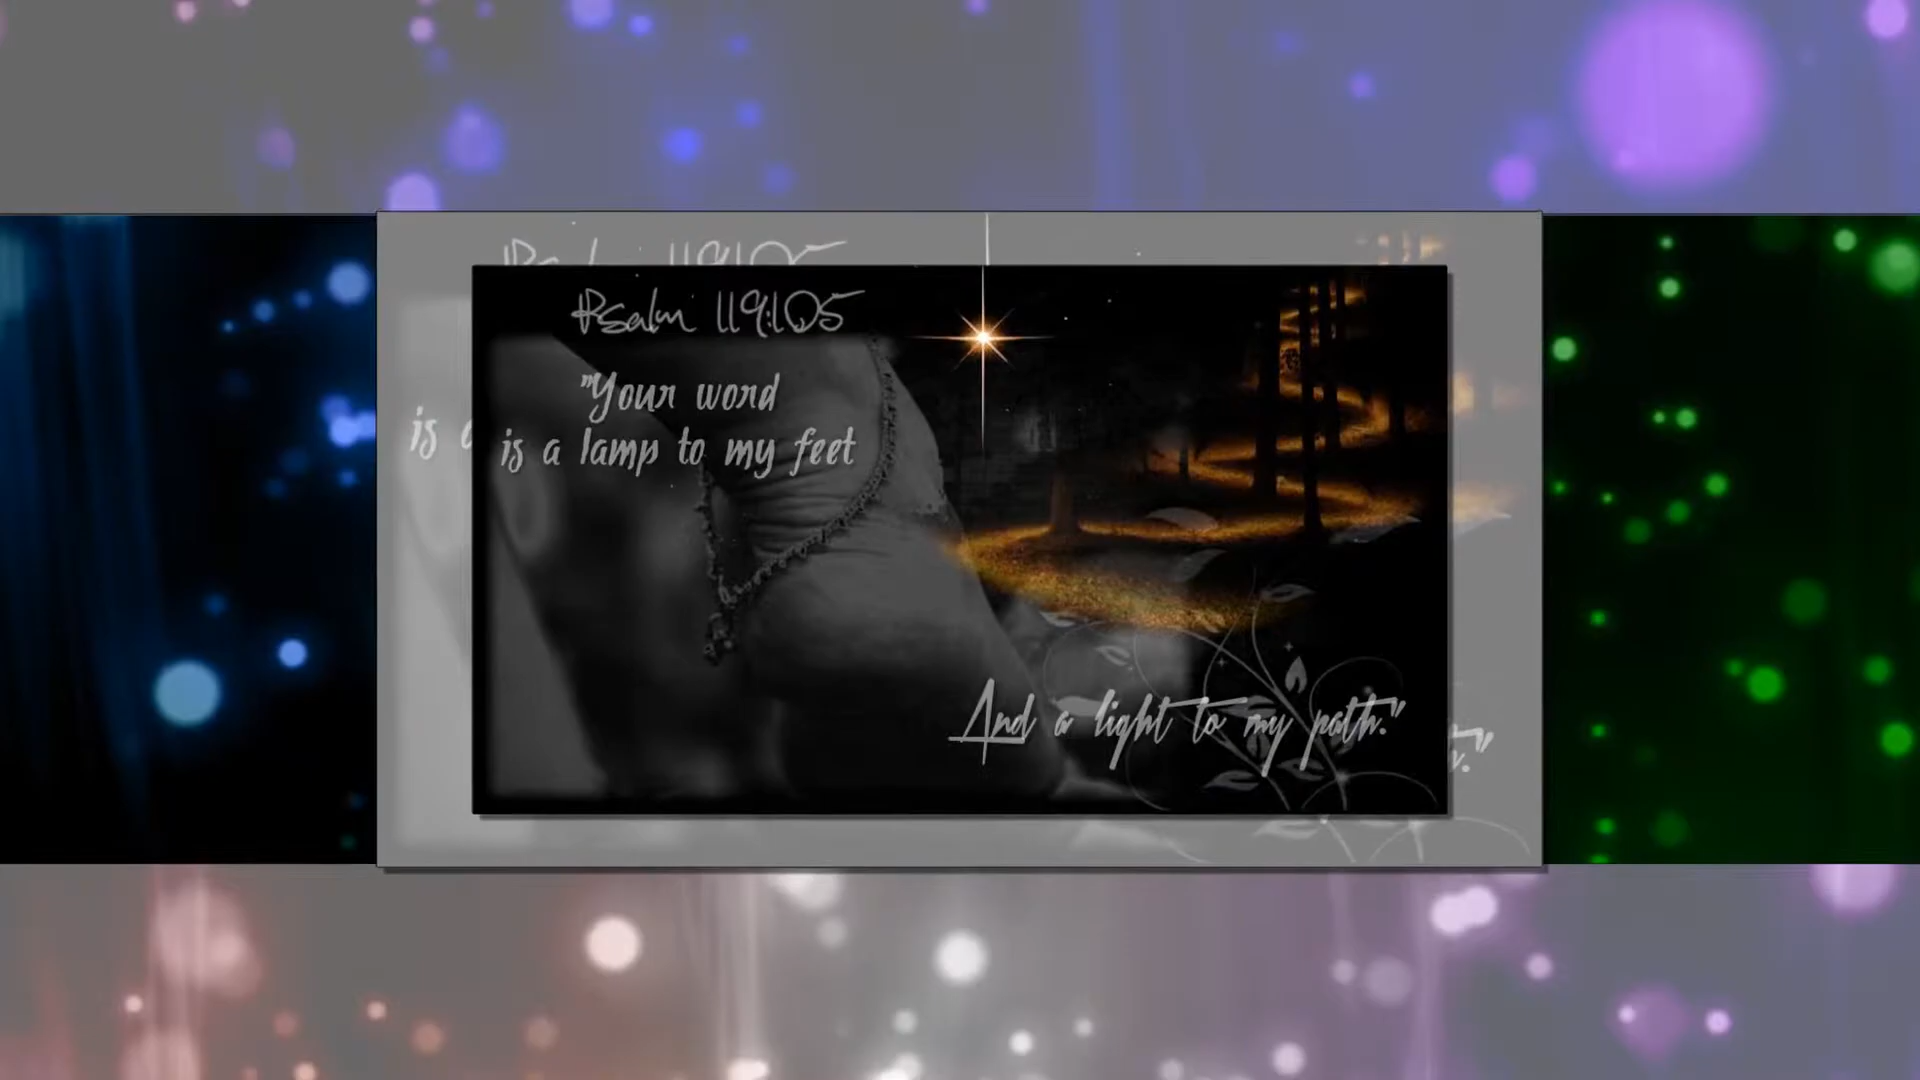 Psalm 119:105
"Your word
is a lamp to my feet
And a light to my path."